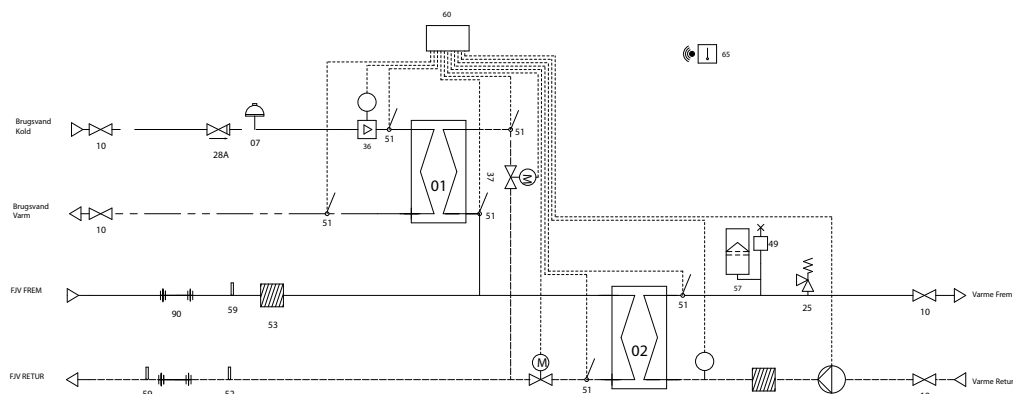 60
65
Brugsvand
Kold
10
28A
07
36
51
51
01
37
M
Brugsvand
Varm
10
51
51
49
57
FJV FREM
90
59
53
51
25
10
Varme Frem
02
M
FJV RETUR
51
Varme Retur